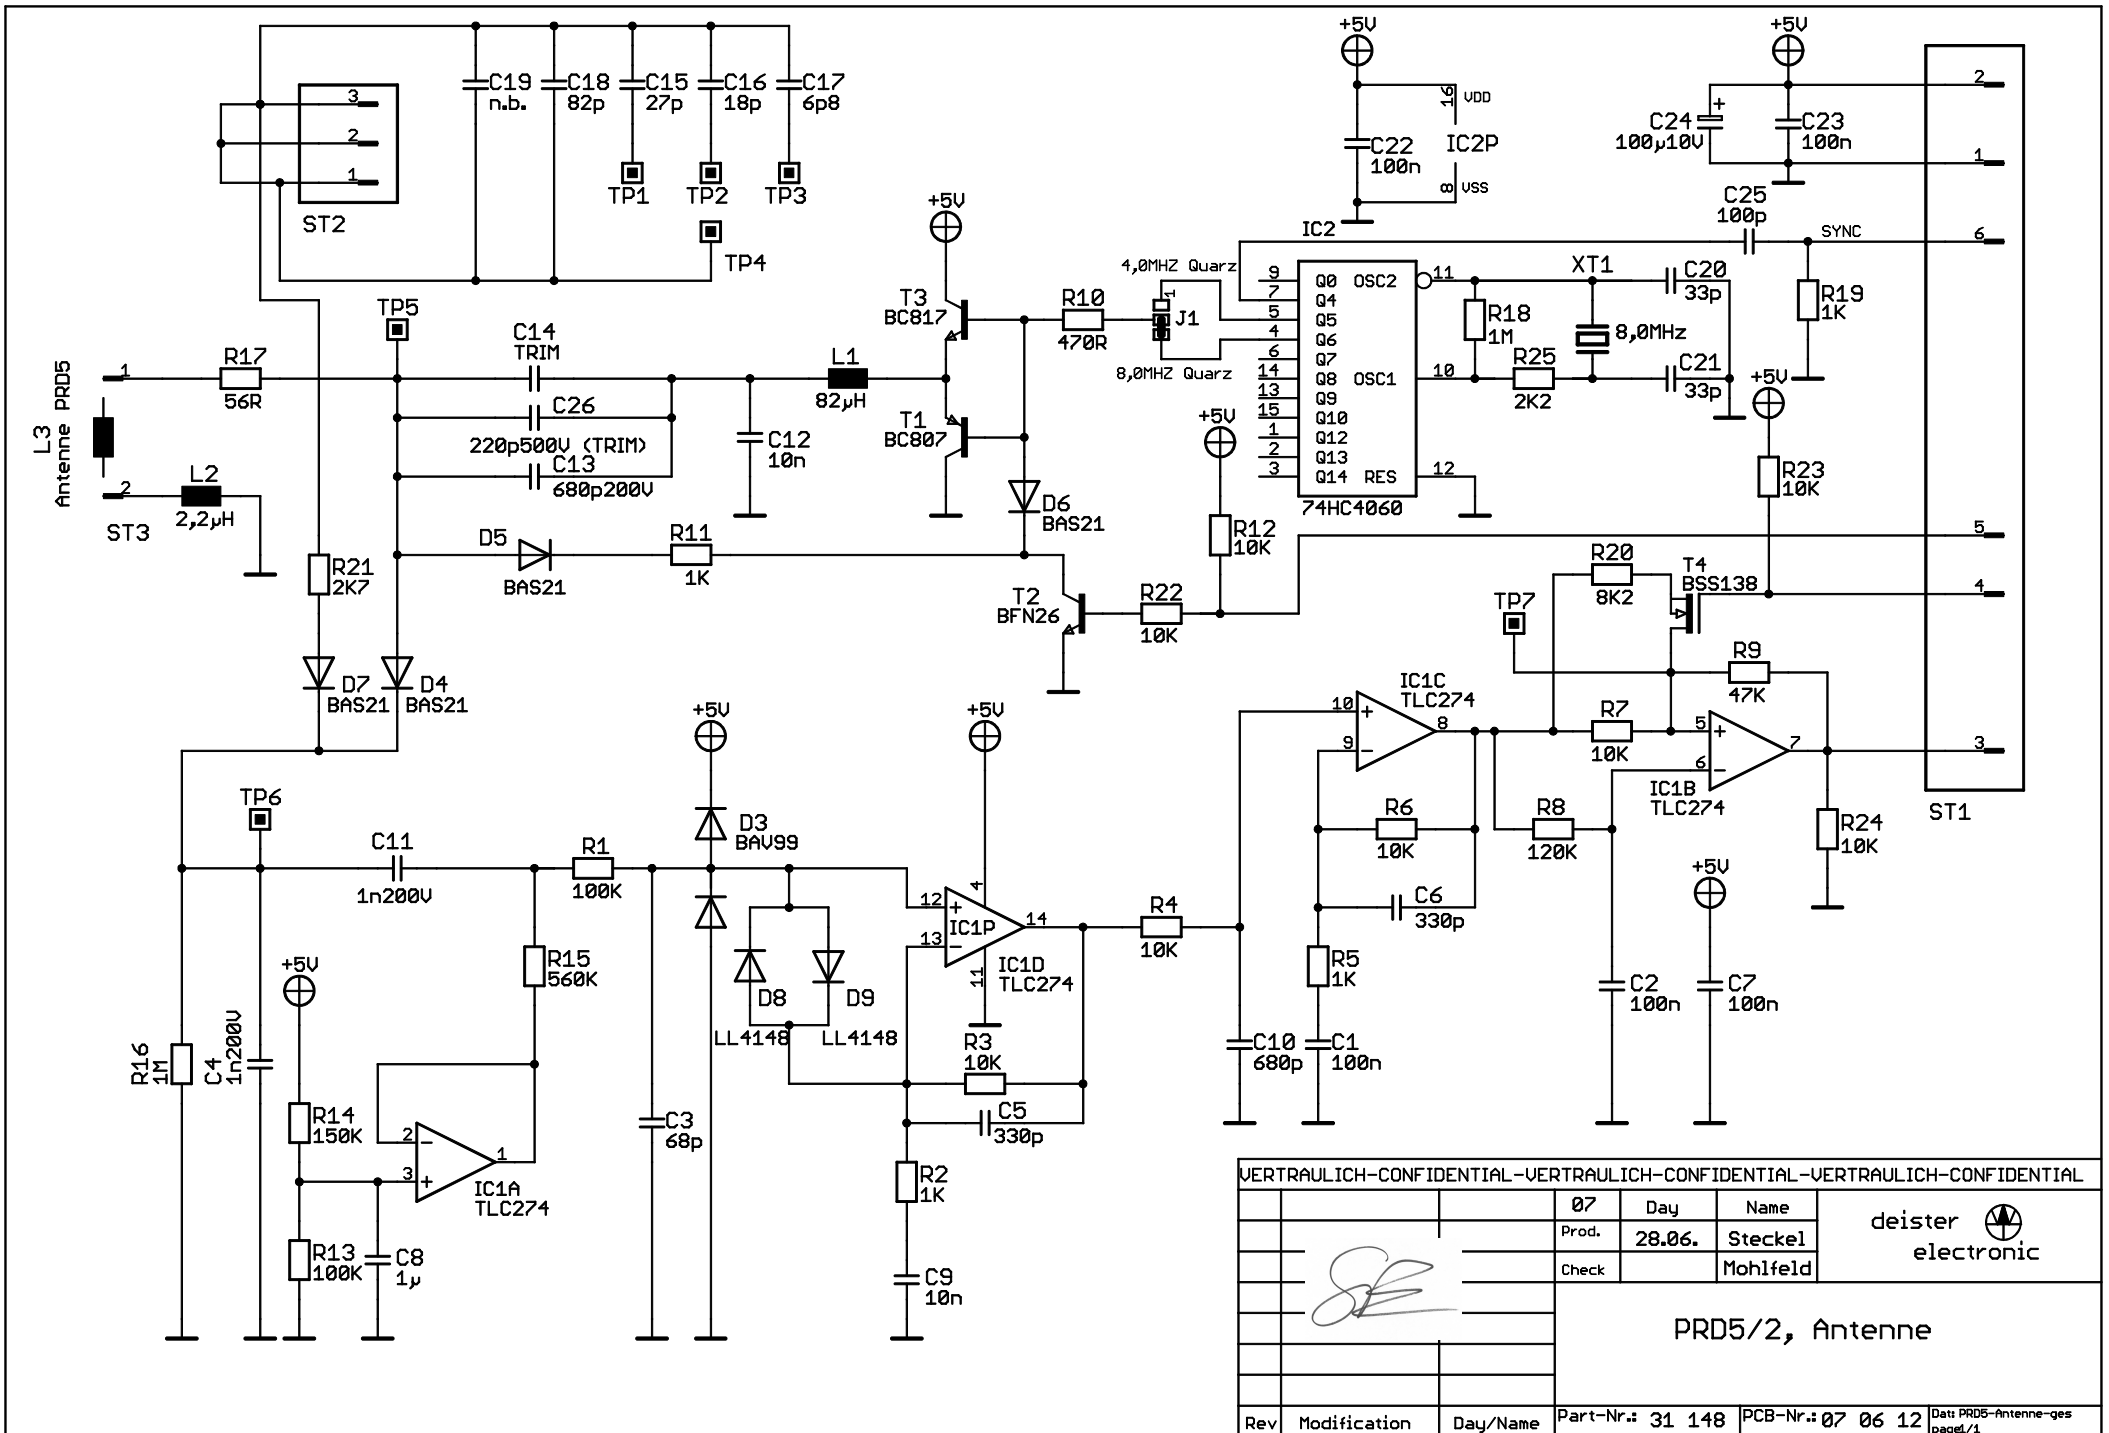 +5V
+5V
C19
n.b.
C18
82p
C15
27p
C16
18p
C17
6p8
3
2
1
ST2
TP1
TP2
TP3
TP4
+5V
16
VDD
C22
100n
IC2P
8
VSS
C24
+
100µ10V
C23
100n
2
1
C25
100p
SYNC
6
IC2
4,0MHZ Quarz
1
J1
8,0MHZ Quarz
9
7
5
4
6
14
13
15
1
2
3
Q0
Q4
Q5
Q6
Q7
Q8
Q9
Q10
Q12
Q13
Q14
OSC2
OSC1
RES
11
10
12
74HC4060
XT1
8,0MHz
R18
1M
R25
2K2
C20
33p
C21
33p
R19
1K
+5V
R23
10K
TP5
T3
BC817
R10
470R
C14
TRIM
L1
82µH
T1
BC807
C26
220p500V (TRIM)
C13
680p200V
C12
10n
Antenne PRD5
L3
1
2
R17
56R
L2
2,2µH
ST3
D6
BAS21
+5V
R12
10K
D5
BAS21
R11
1K
R21
2K7
T2
BFN26
R22
10K
5
4
R20
8K2
T4
BSS138
TP7
R9
47K
D7
BAS21
D4
BAS21
+5V
+5V
IC1C
TLC274
10
9
8
+
−
R7
10K
5
6
7
+
−
IC1B
TLC274
3
ST1
R24
10K
TP6
C11
1n200V
R1
100K
D3
BAV99
R6
10K
R8
120K
C6
330p
+5V
12
13
14
4
11
+
−
IC1P
IC1D
TLC274
R4
10K
R5
1K
C2
100n
C7
100n
R15
560K
+5V
D8
LL4148
D9
LL4148
R3
10K
C10
680p
C1
100n
R16
1M
C4
1n200V
R14
150K
2
3
1
−
+
IC1A
TLC274
C3
68p
C5
330p
R2
1K
R13
100K
C8
1µ
C9
10n
VERTRAULICH-CONFIDENTIAL-VERTRAULICH-CONFIDENTIAL-VERTRAULICH-CONFIDENTIAL
07 Day Name
Prod. 28.06. Steckel
Check Mohlfeld
deister
electronic
PRD5/2, Antenne
Rev Modification Day/Name
Part-Nr.: 31 148
PCB-Nr.: 07 06 12
Dat: PRD5-Antenne-ges
page1/1